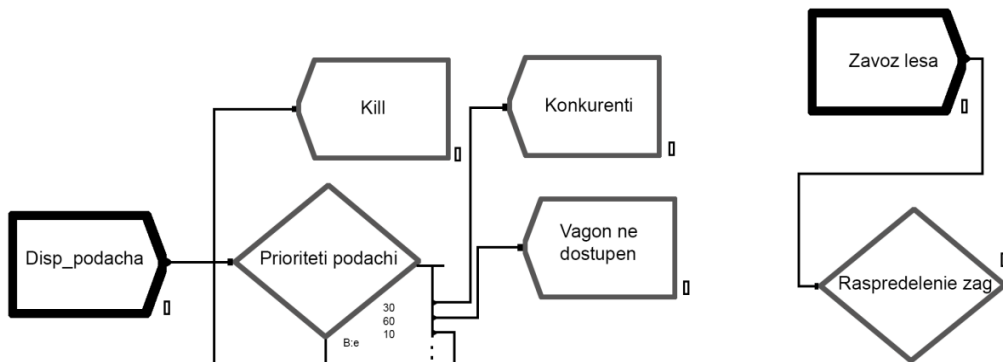 Zavoz lesa
Kill
Konkurenti
Disp_podacha
Prioriteti podachi
Vagon ne
dostupen
Raspredelenie zag
30
60
10
B:e